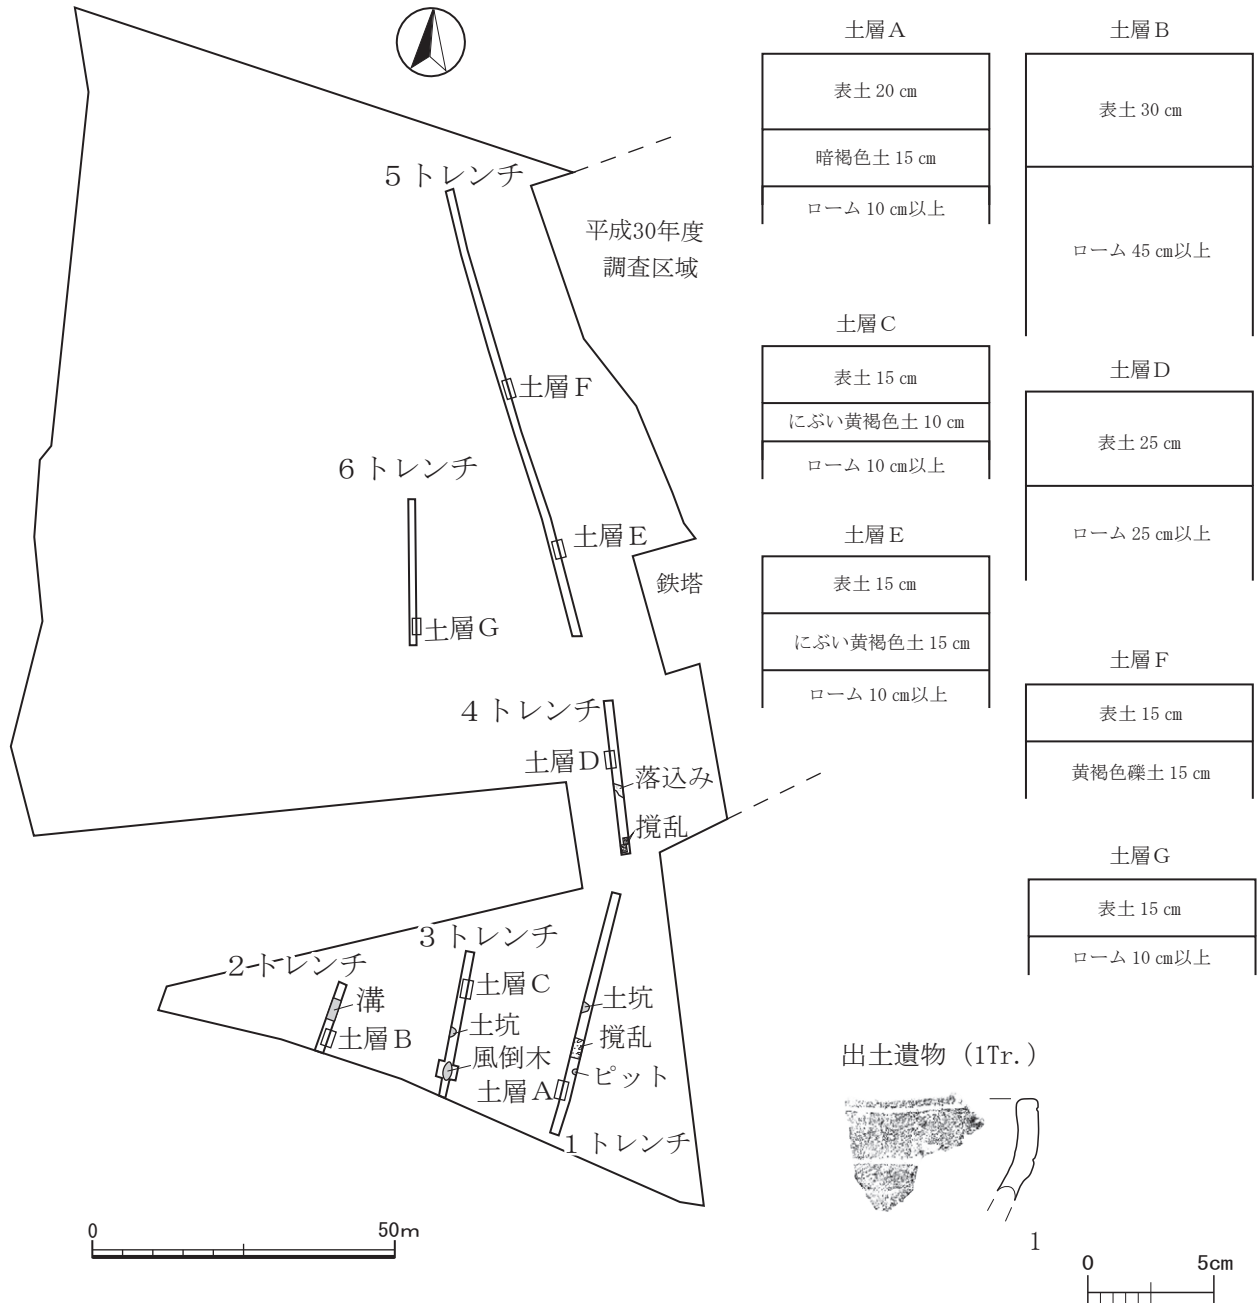 5トレンチ
平成30年度
調査区域
土層F
6トレンチ
土層E
鉄塔
土層G
4トレンチ
土層D
落込み
撹乱
3トレンチ
2トレンチ
土層C
溝
土層B
土坑
風倒木
土層A
土坑
撹乱
ピット
1トレンチ
0 50m
土層A
表土 20 ㎝
暗褐色土 15 ㎝
ローム 10 ㎝以上
土層B
表土 30 ㎝
ローム 45 ㎝以上
土層C
表土 15 ㎝
にぶい黄褐色土 10 ㎝
ローム 10 ㎝以上
土層D
表土 25 ㎝
ローム 25 ㎝以上
土層E
表土 15 ㎝
にぶい黄褐色土 15 ㎝
ローム 10 ㎝以上
土層F
表土 15 ㎝
黄褐色礫土 15 ㎝
土層G
表土 15 ㎝
ローム 10 ㎝以上
出土遺物（1Tr.）
1
0 5cm